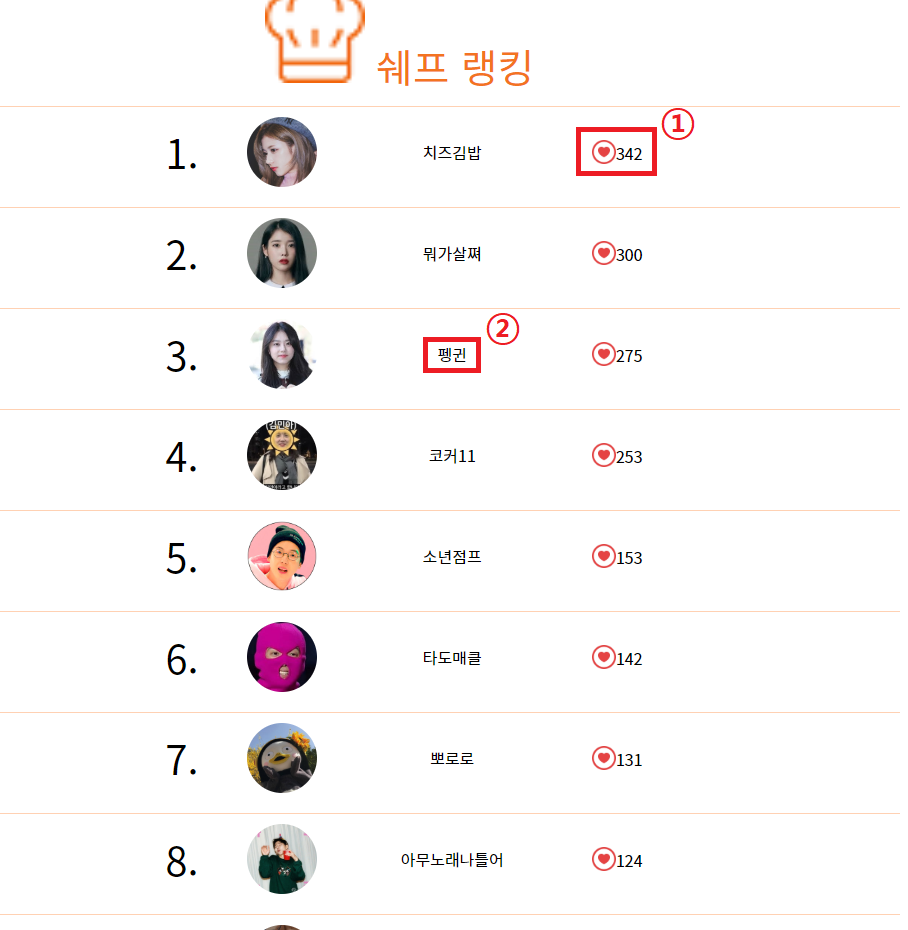 쉐프 랭킹
①
1. 치즈김밥 342
2. 뭐가살쪄 300
②
3. 펭귄 275
4. 코커11 253
5. 소년점프 153
6. 타도매클 142
7. 뽀로로 131
8. 아무노래나틀어 124